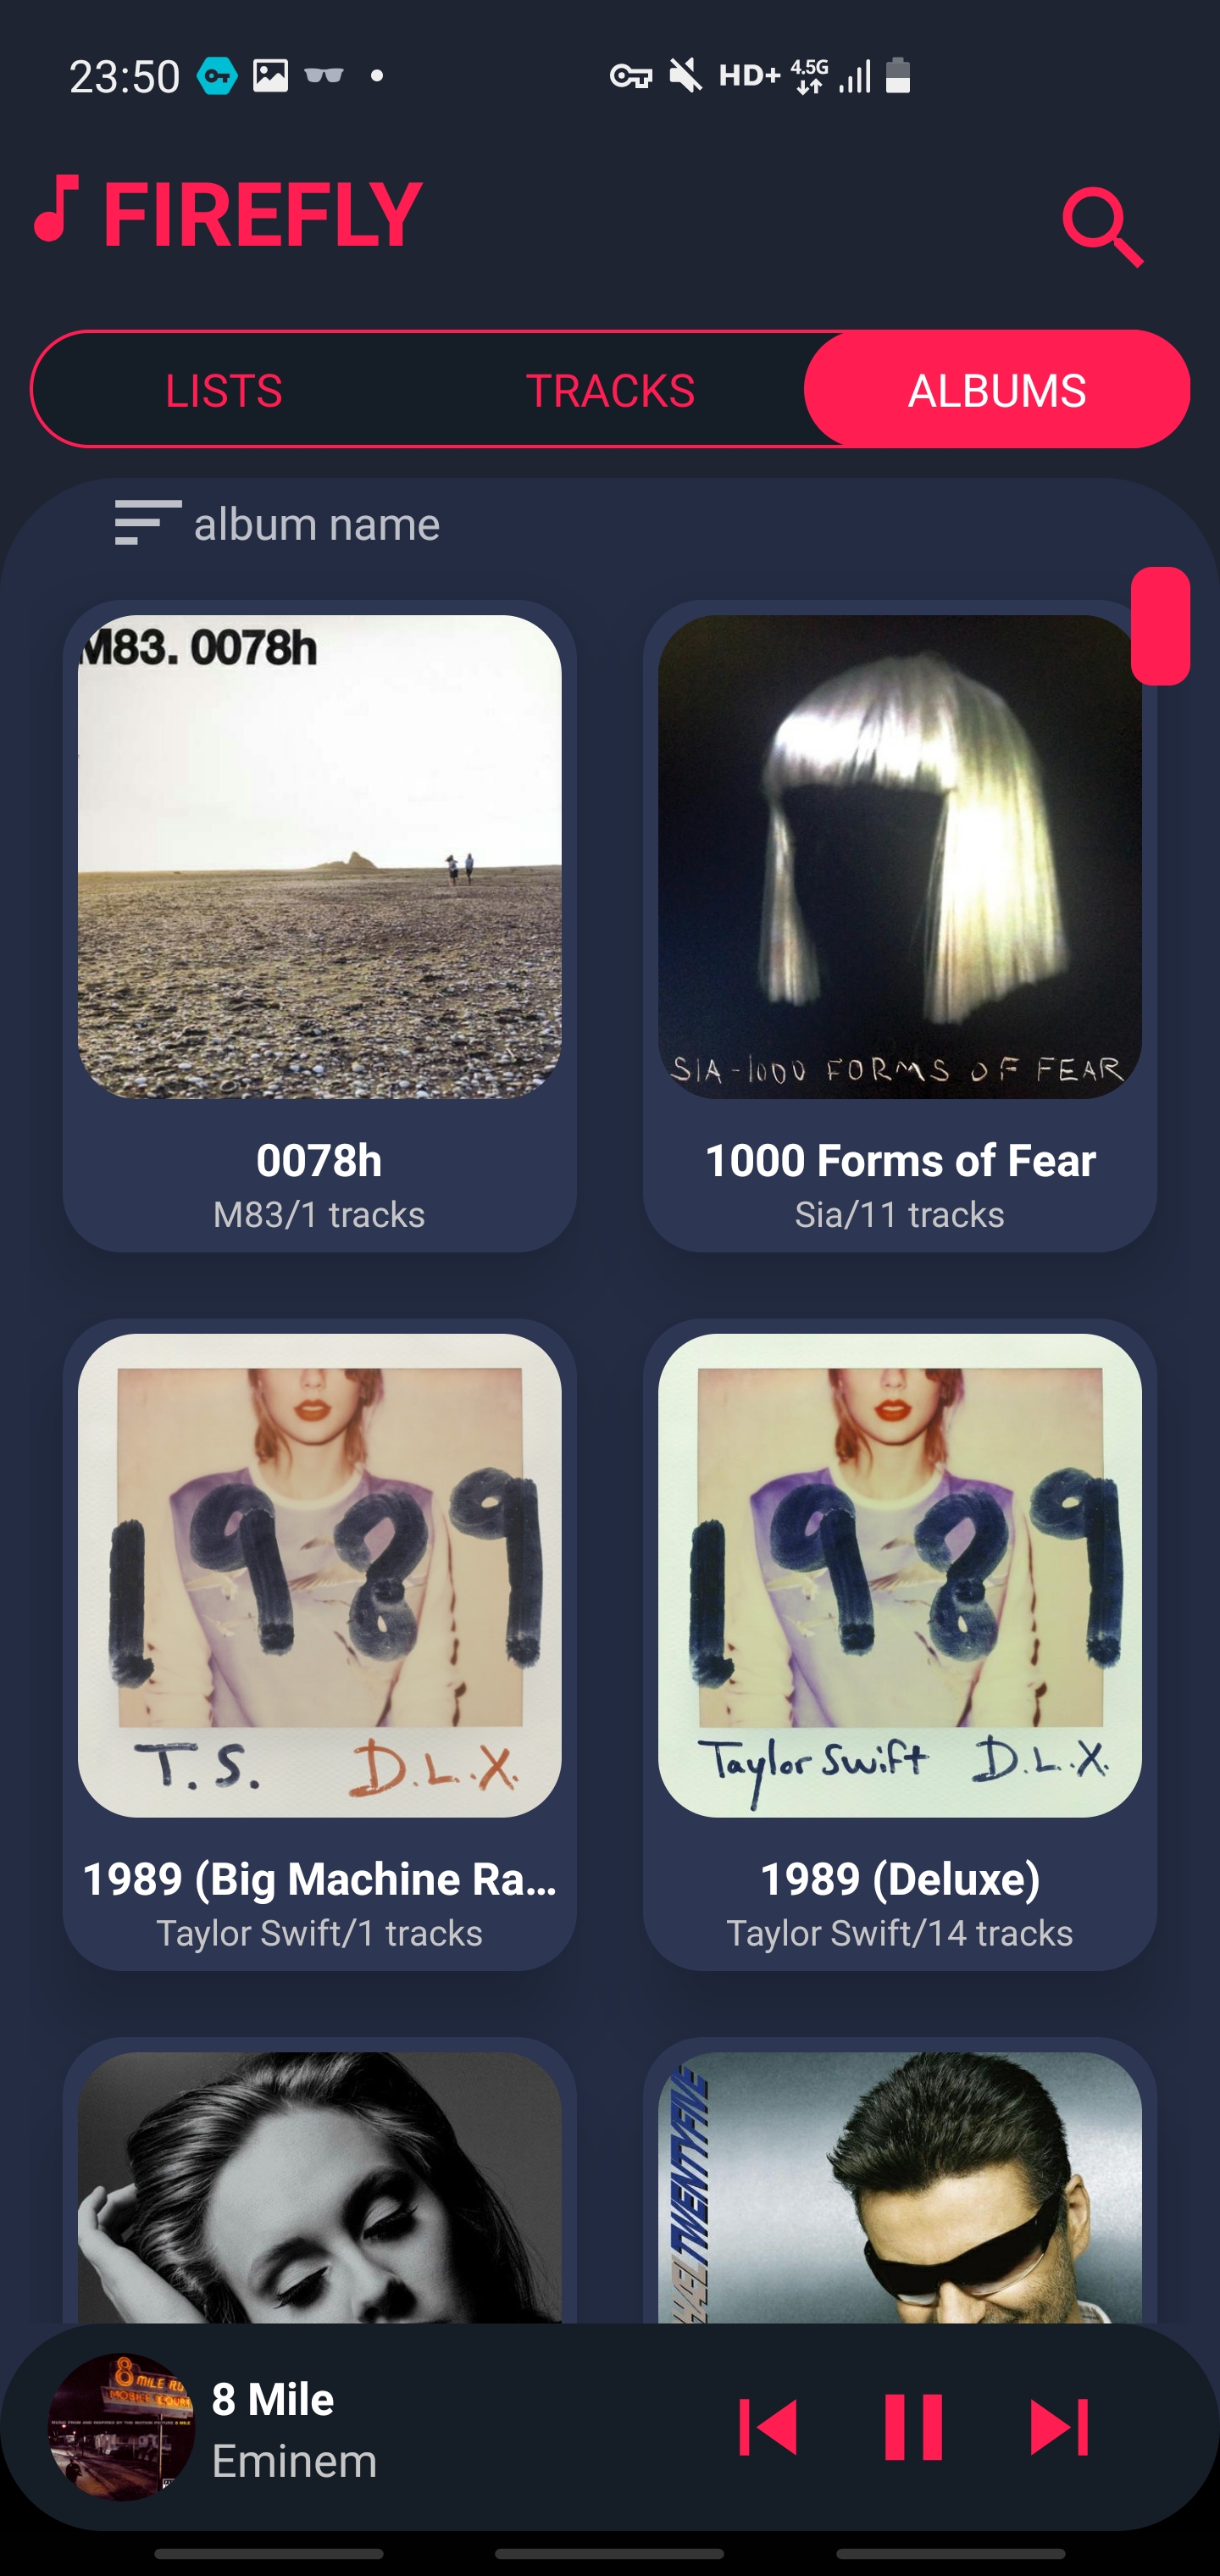 23:50
HD+ 4.5G
FIREFLY
LISTS TRACKS ALBUMS
album name
M83. 0078h
SIA-1000 FORMS OF FEAR
0078h
M83/1 tracks
1000 Forms of Fear
Sia/11 tracks
1989
T.S. D.L.X.
1989
Taylor Swift D.L.X.
1989 (Big Machine Ra...
Taylor Swift/1 tracks
1989 (Deluxe)
Taylor Swift/14 tracks
TWENTYFIVE
8 MILE
8 Mile
Eminem